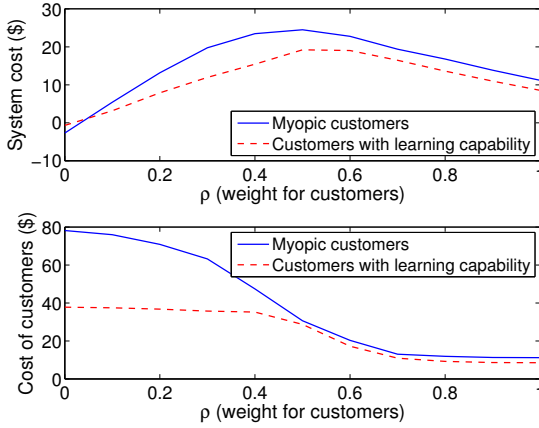 System cost ($)
30
20
10
0
−10
Myopic customers
Customers with learning capability
0 0.2 0.4 0.6 0.8 1
ρ (weight for customers)
Cost of customers ($)
80
60
40
20
0
Myopic customers
Customers with learning capability
0 0.2 0.4 0.6 0.8 1
ρ (weight for customers)